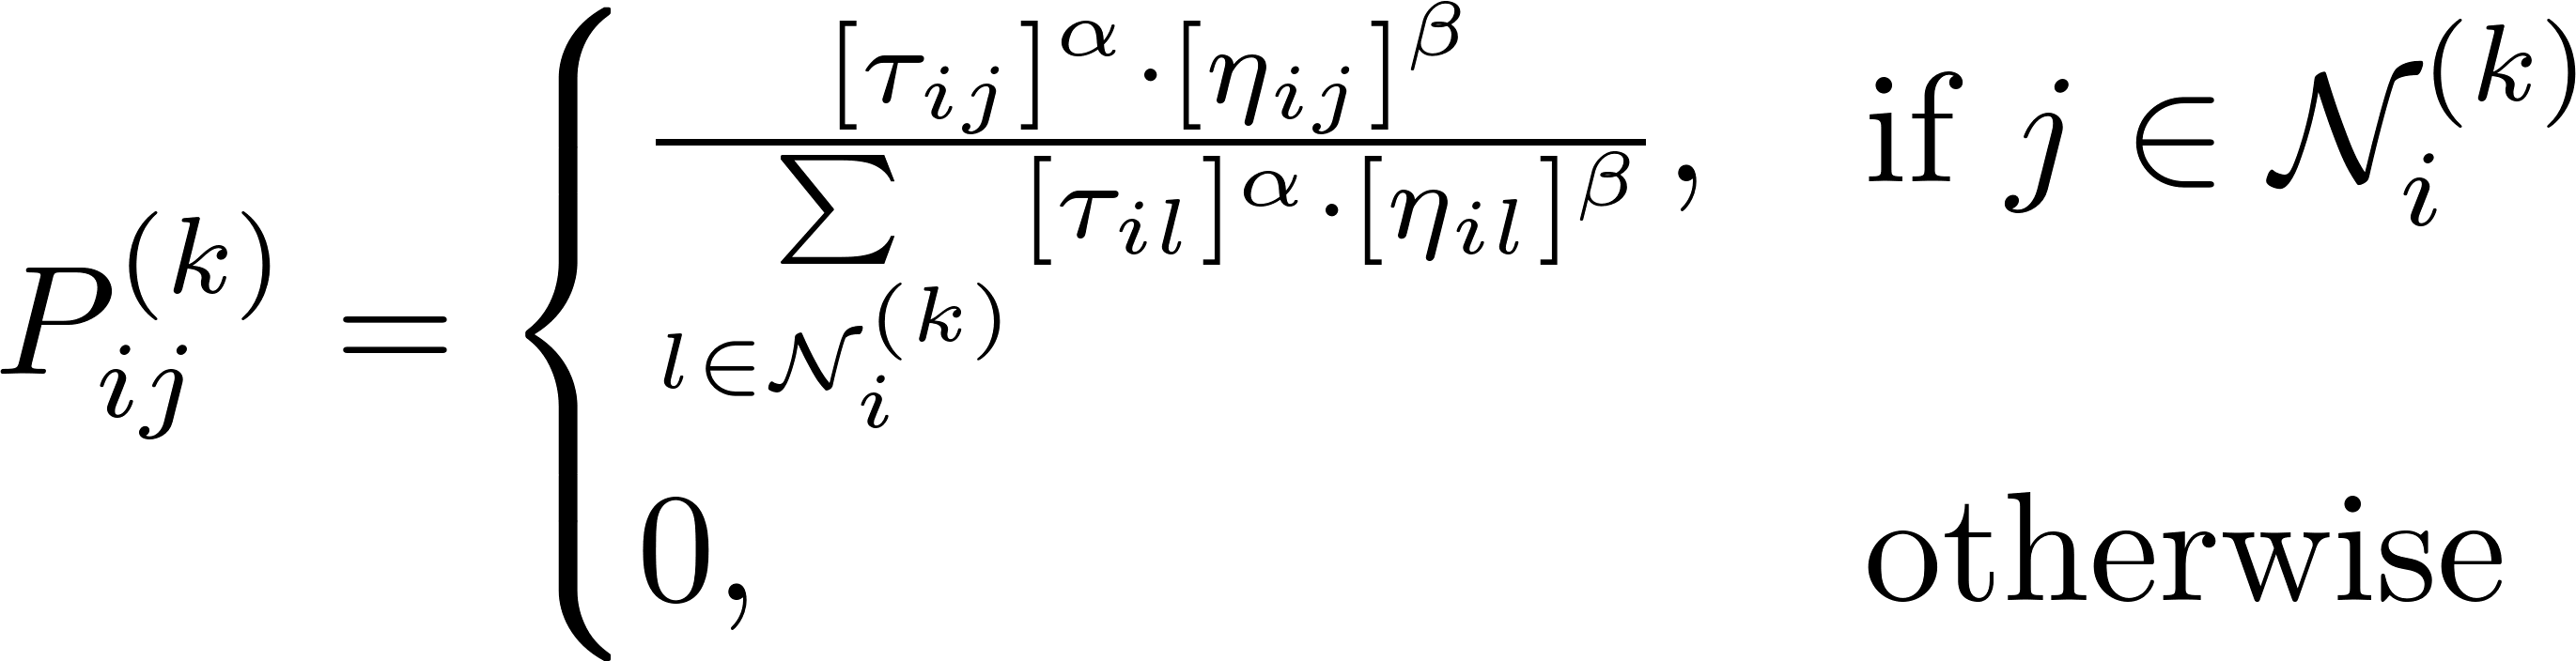 P_{ij}^{(k)} = \begin{cases} \frac{[\tau_{ij}]^{\alpha} \cdot [\eta_{ij}]^{\beta}}{\sum_{l \in \mathcal{N}_i^{(k)}} [\tau_{il}]^{\alpha} \cdot [\eta_{il}]^{\beta}}, & \text{if } j \in \mathcal{N}_i^{(k)} \\ 0, & \text{otherwise} \end{cases}